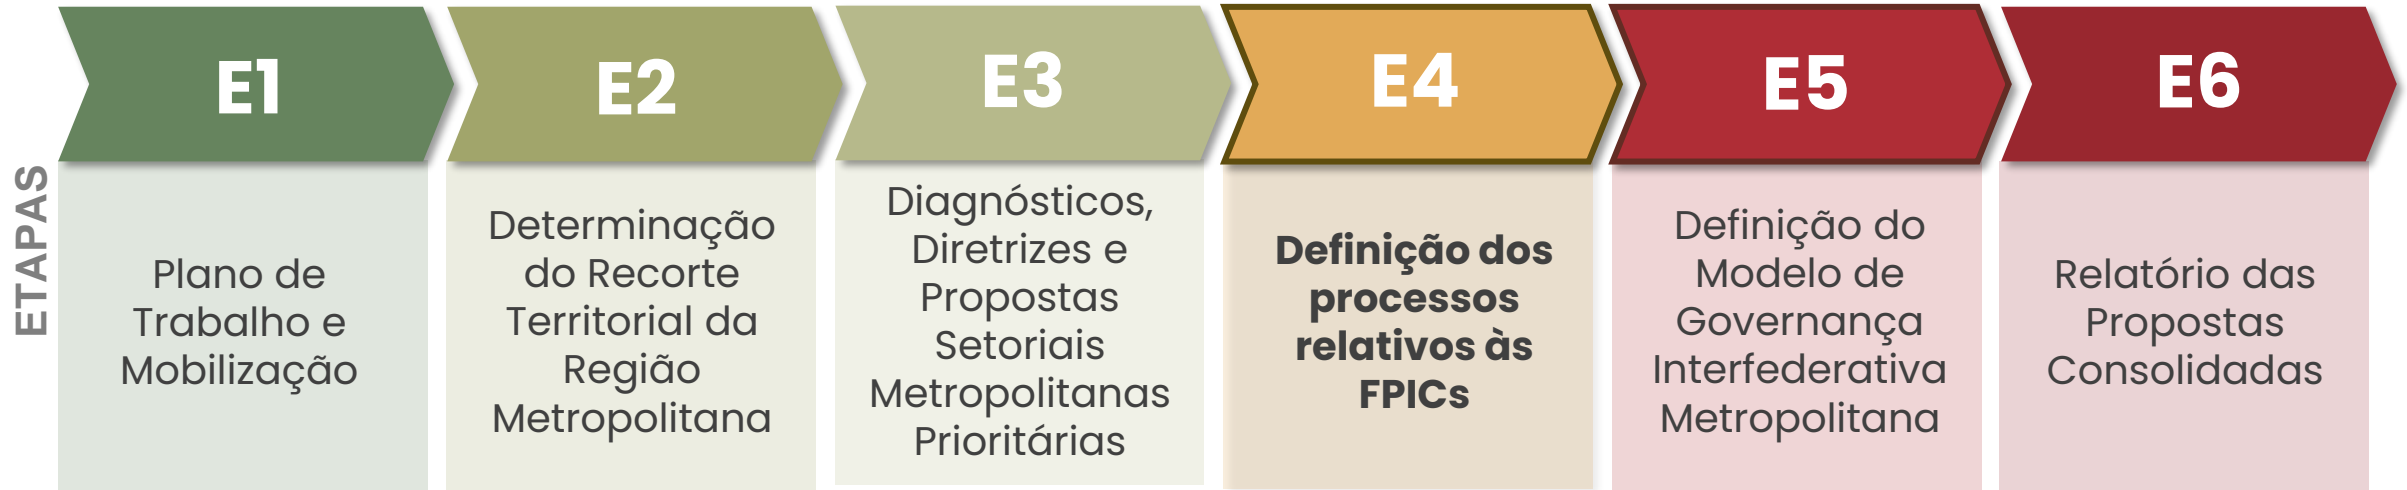 ETAPAS
E1
Plano de
Trabalho e
Mobilização
E2
Determinação
do Recorte
Territorial da
Região
Metropolitana
E3
Diagnósticos,
Diretrizes e
Propostas
Setoriais
Metropolitanas
Prioritárias
E4
Definição dos
processos
relativos às
FPICs
E5
Definição do
Modelo de
Governança
Interfederativa
Metropolitana
E6
Relatório das
Propostas
Consolidadas